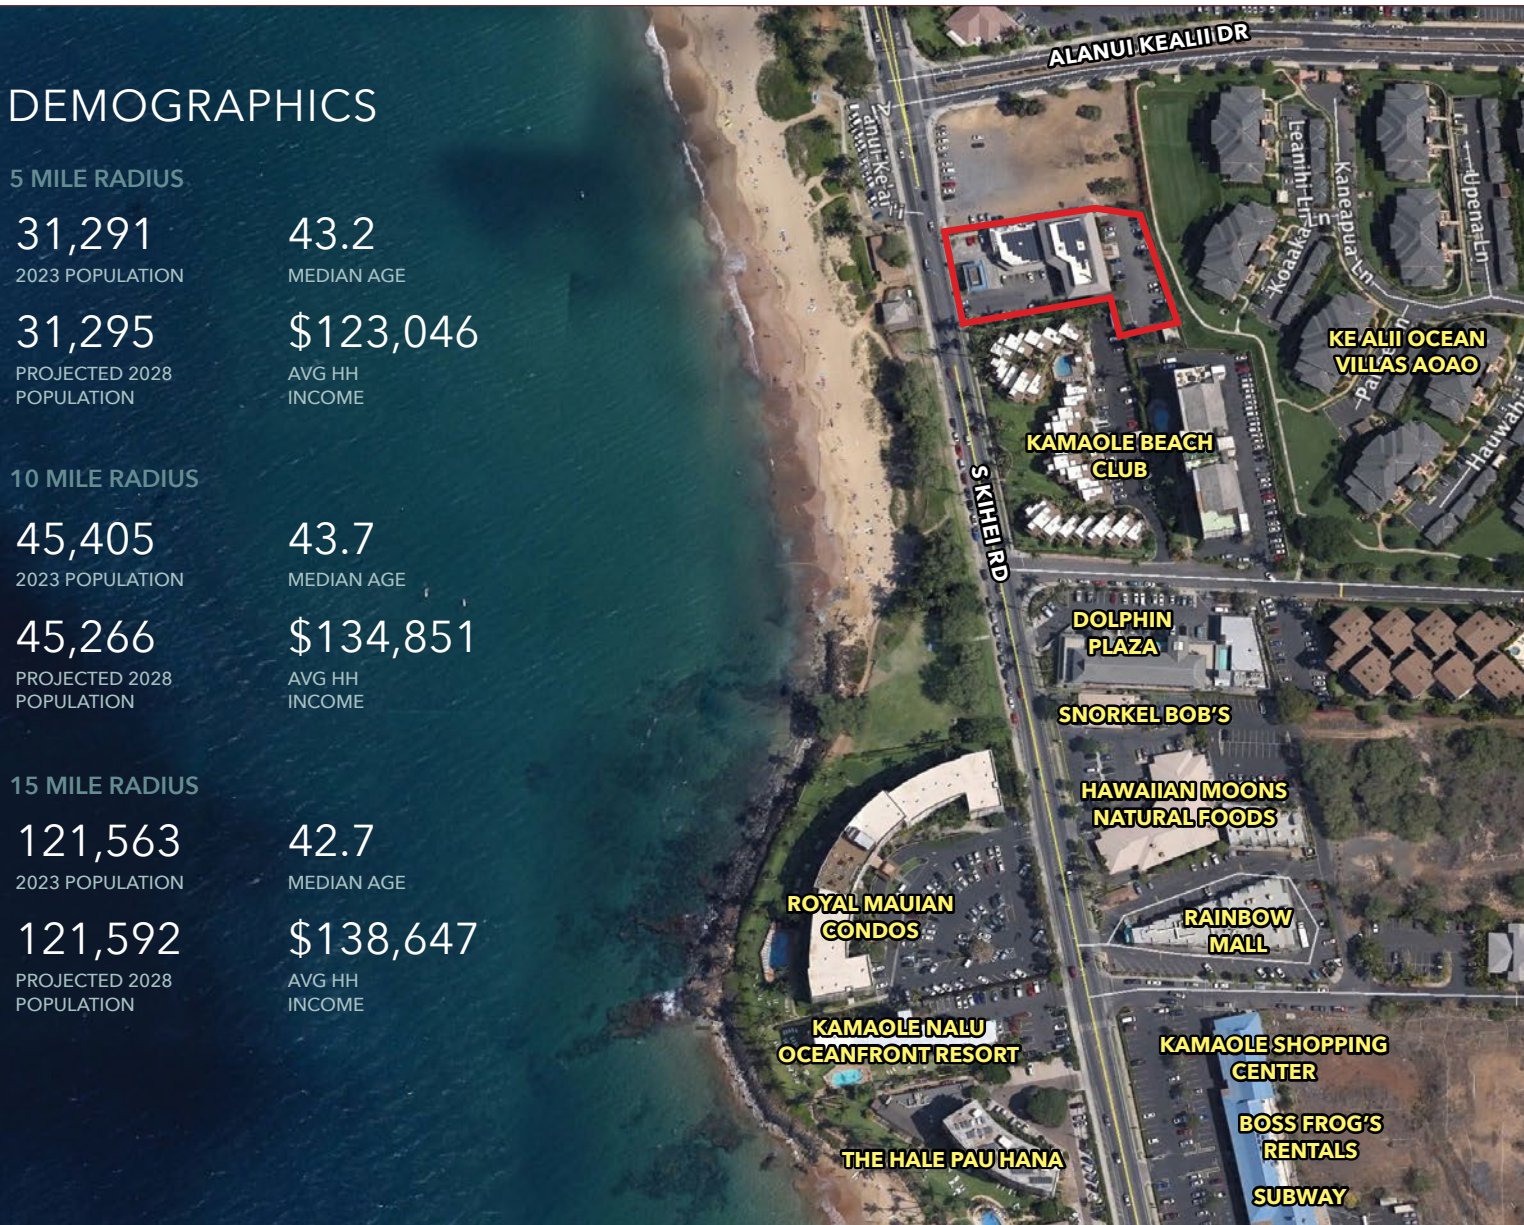 DEMOGRAPHICS
5 MILE RADIUS
31,291
2023 POPULATION
43.2
MEDIAN AGE
31,295
PROJECTED 2028
POPULATION
$123,046
AVG HH
INCOME
10 MILE RADIUS
45,405
2023 POPULATION
43.7
MEDIAN AGE
45,266
PROJECTED 2028
POPULATION
$134,851
AVG HH
INCOME
15 MILE RADIUS
121,563
2023 POPULATION
42.7
MEDIAN AGE
121,592
PROJECTED 2028
POPULATION
$138,647
AVG HH
INCOME
ALANUI KEALII DR
Leanihi Ln
Kaneapua Ln
Upena Ln
Koaaka
Ln
KE ALII OCEAN
VILLAS AOAO
KAMAOLE BEACH
CLUB
S KIHEI RD
DOLPHIN
PLAZA
SNORKEL BOB'S
HAWAIIAN MOONS
NATURAL FOODS
ROYAL MAUIAN
CONDOS
RAINBOW
MALL
KAMAOLE NALU
OCEANFRONT RESORT
KAMAOLE SHOPPING
CENTER
BOSS FROG'S
RENTALS
THE HALE PAU HANA
SUBWAY